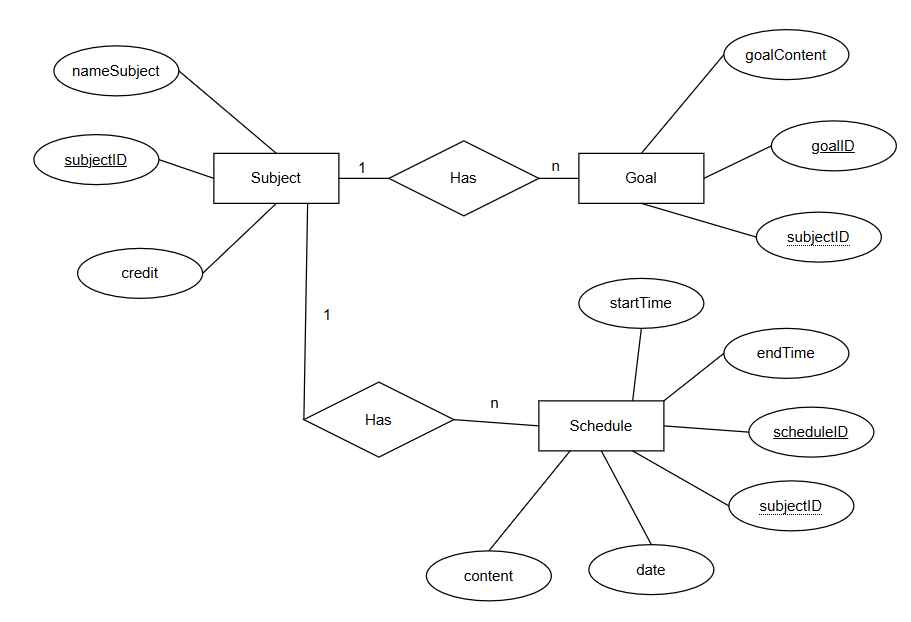 goalContent
nameSubject
goalID
subjectID
1
n
Subject
Has
Goal
subjectID
credit
startTime
1
endTime
n
Has
Schedule
scheduleID
subjectID
content
date